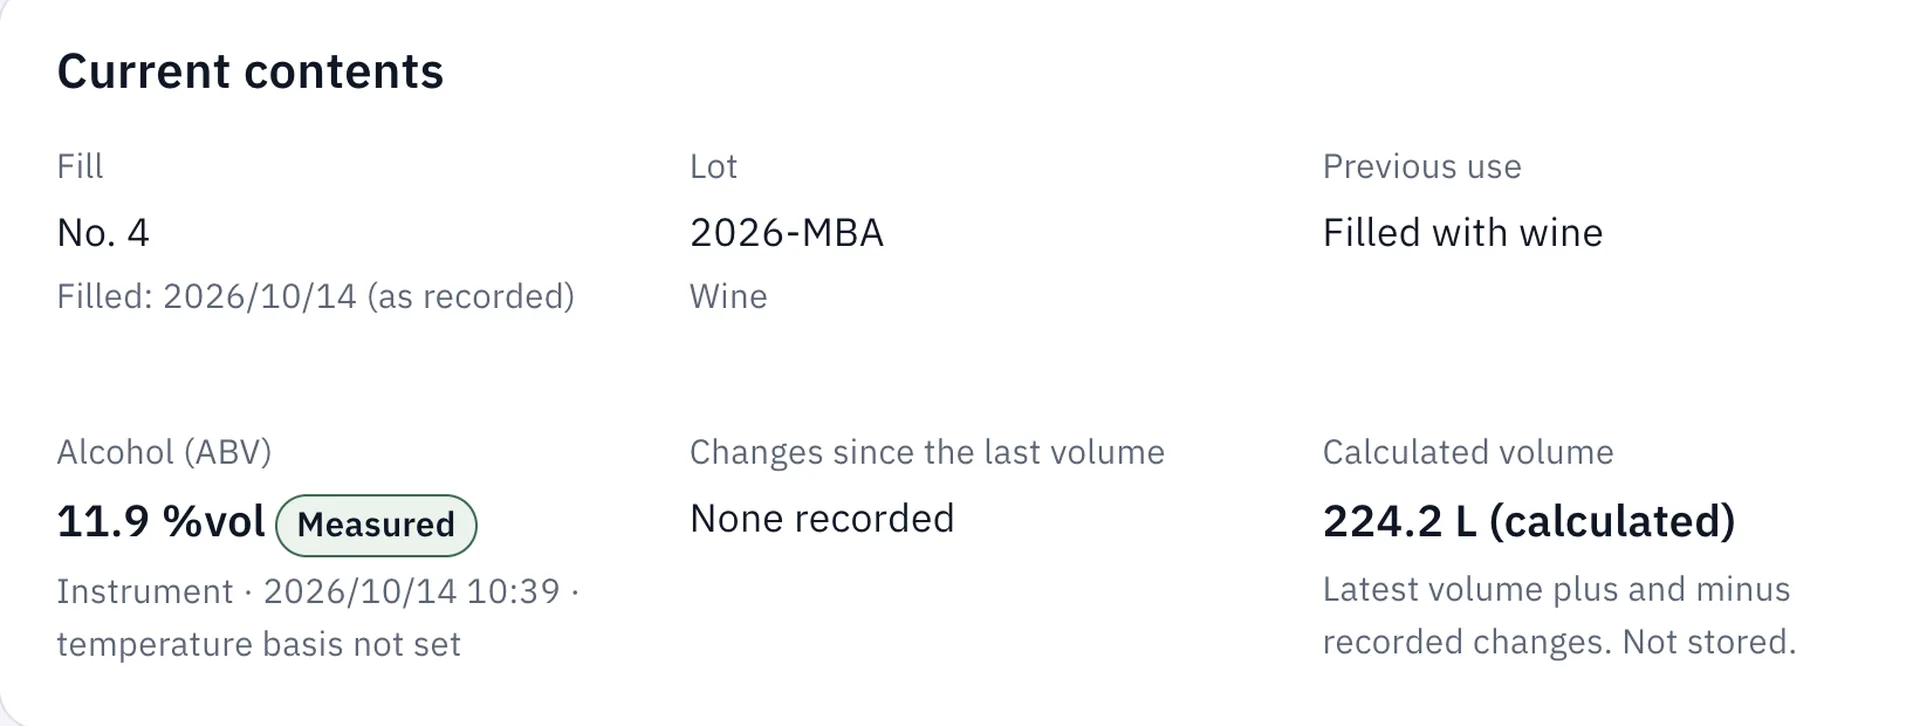 Current contents
Fill
No. 4
Filled: 2026/10/14 (as recorded)
Lot
2026-MBA
Wine
Previous use
Filled with wine
Alcohol (ABV)
11.9 %vol Measured
Instrument · 2026/10/14 10:39 ·
temperature basis not set
Changes since the last volume
None recorded
Calculated volume
224.2 L (calculated)
Latest volume plus and minus
recorded changes. Not stored.